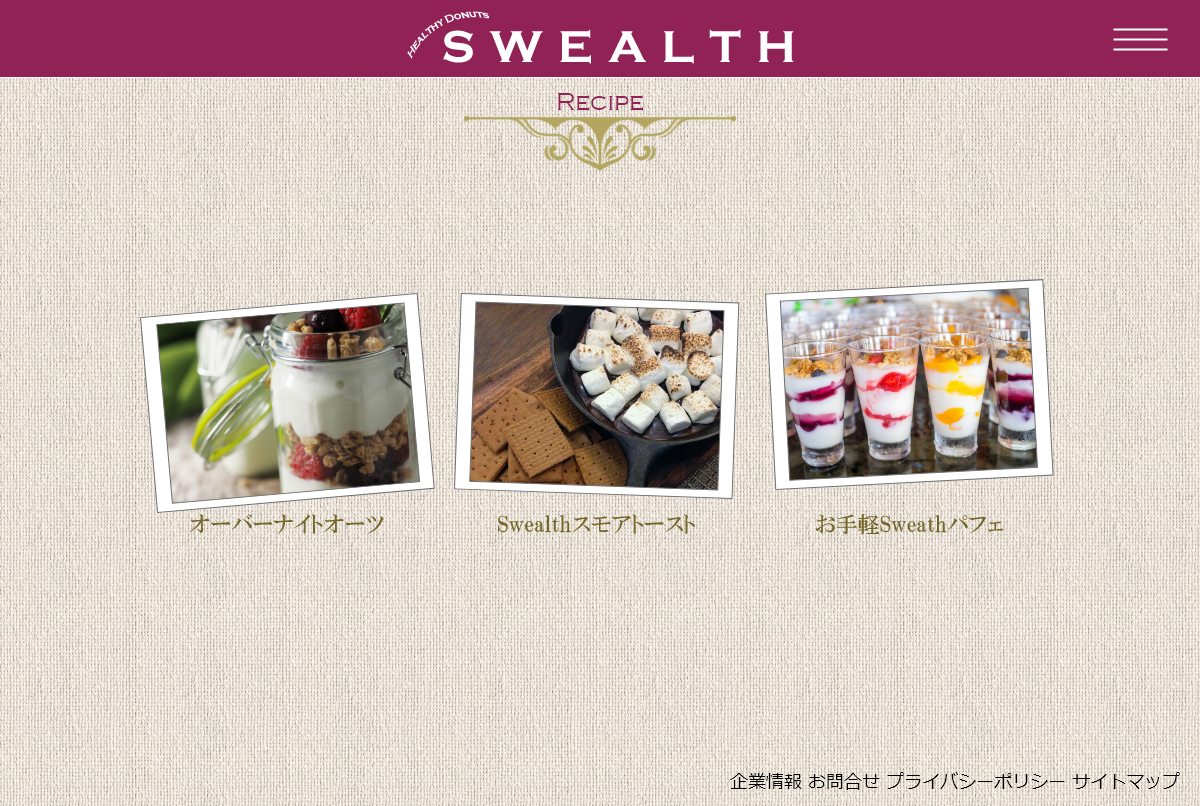 HEALTHY DONUTS
SWEALTH
RECIPE
オーバーナイトオーツ
Swealthスモアトースト
お手軽Sweathパフェ
企業情報 お問合せ プライバシーポリシー サイトマップ